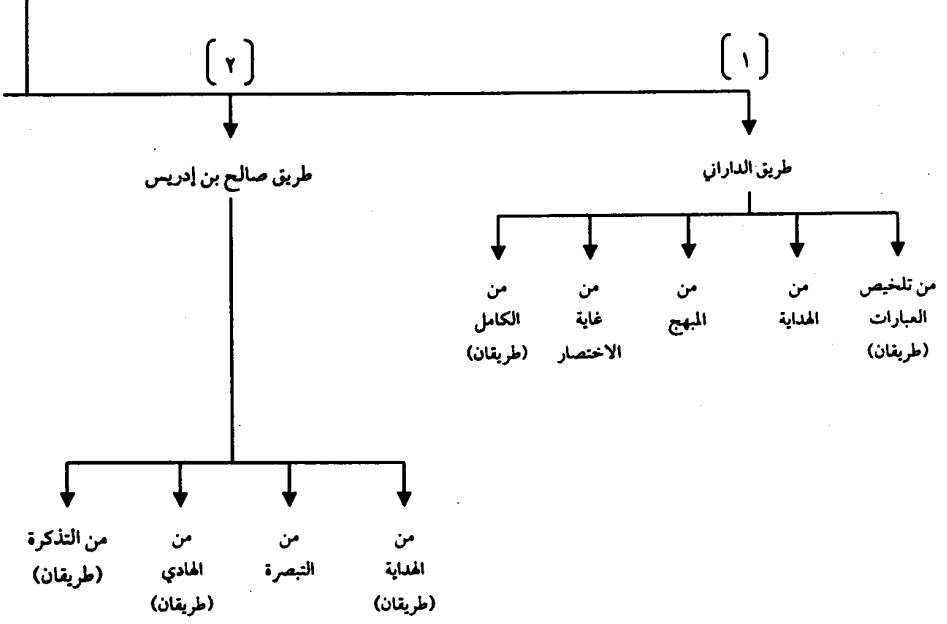 [١]
طريق الداراني
من تلخيص
العبارات
(طريقان)
من
الهداية
من
المبهج
من
غاية
الاختصار
من
الكامل
(طريقان)
[٢]
طريق صالح بن إدريس
من
الهداية
(طريقان)
من
التبصرة
من
الهادي
(طريقان)
من التذكرة
(طريقان)